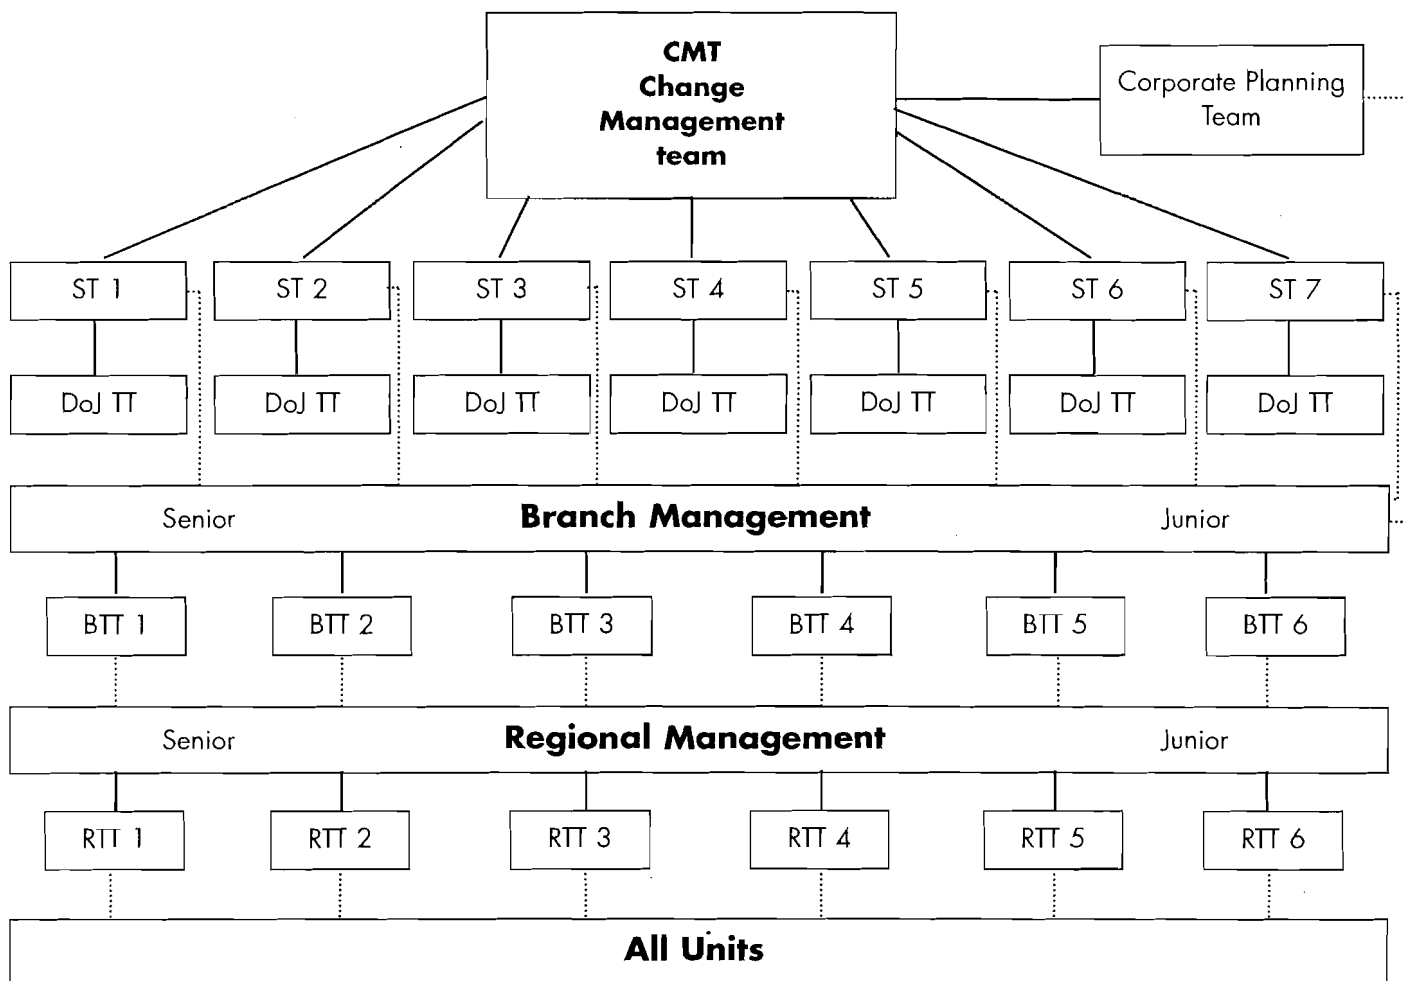 CMT
Change
Management
team
Corporate Planning
Team
ST 1
ST 2
ST 3
ST 4
ST 5
ST 6
ST 7
DoJ TT
DoJ TT
DoJ TT
DoJ TT
DoJ TT
DoJ TT
DoJ TT
Senior
Branch Management
Junior
BTT 1
BTT 2
BTT 3
BTT 4
BTT 5
BTT 6
Senior
Regional Management
Junior
RTT 1
RTT 2
RTT 3
RTT 4
RTT 5
RTT 6
All Units